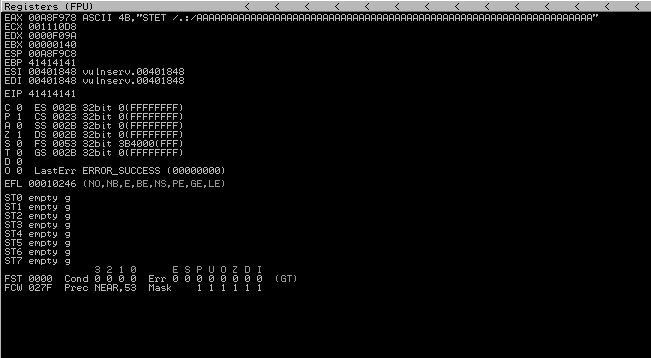 Registers (FPU) < < < < < < < < < < < < < <
EAX 00A8F978 ASCII 4B,"STET /.:/AAAAAAAAAAAAAAAAAAAAAAAAAAAAAAAAAAAAAAAAAAAAAAAAAAAAAAAAAAAAAAAA"
ECX 001110D8
EDX 0000F09A
EBX 00000140
ESP 00A8F9C8
EBP 41414141
ESI 00401848 vulnserv.00401848
EDI 00401848 vulnserv.00401848
EIP 41414141
C 0 ES 002B 32bit 0(FFFFFFFF)
P 1 CS 0023 32bit 0(FFFFFFFF)
A 0 SS 002B 32bit 0(FFFFFFFF)
Z 1 DS 002B 32bit 0(FFFFFFFF)
S 0 FS 0053 32bit 3B4000(FFF)
T 0 GS 002B 32bit 0(FFFFFFFF)
D 0
O 0 LastErr ERROR_SUCCESS (00000000)
EFL 00010246 (NO,NB,E,BE,NS,PE,GE,LE)
ST0 empty g
ST1 empty g
ST2 empty g
ST3 empty g
ST4 empty g
ST5 empty g
ST6 empty g
ST7 empty g
3 2 1 0 E S P U O Z D I
FST 0000 Cond 0 0 0 0 Err 0 0 0 0 0 0 0 0 (GT)
FCW 027F Prec NEAR,53 Mask 1 1 1 1 1 1